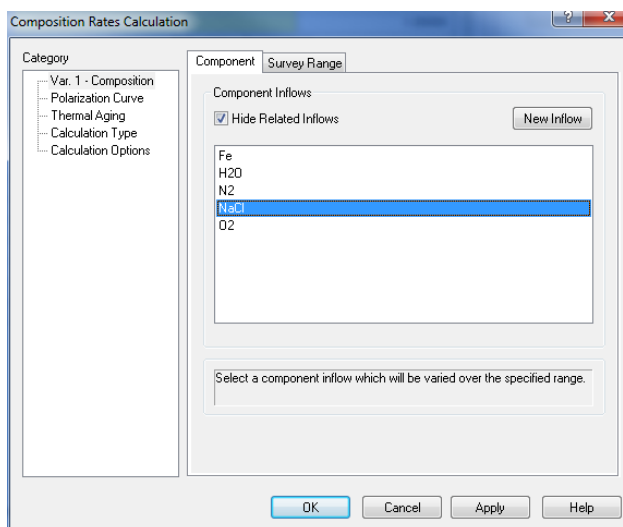 Composition Rates Calculation
Category
Var. 1 - Composition
Polarization Curve
Thermal Aging
Calculation Type
Calculation Options
Component Survey Range
Component Inflows
Hide Related Inflows New Inflow
Fe
H2O
N2
NaCl
O2
Select a component inflow which will be varied over the specified range.
OK Cancel Apply Help